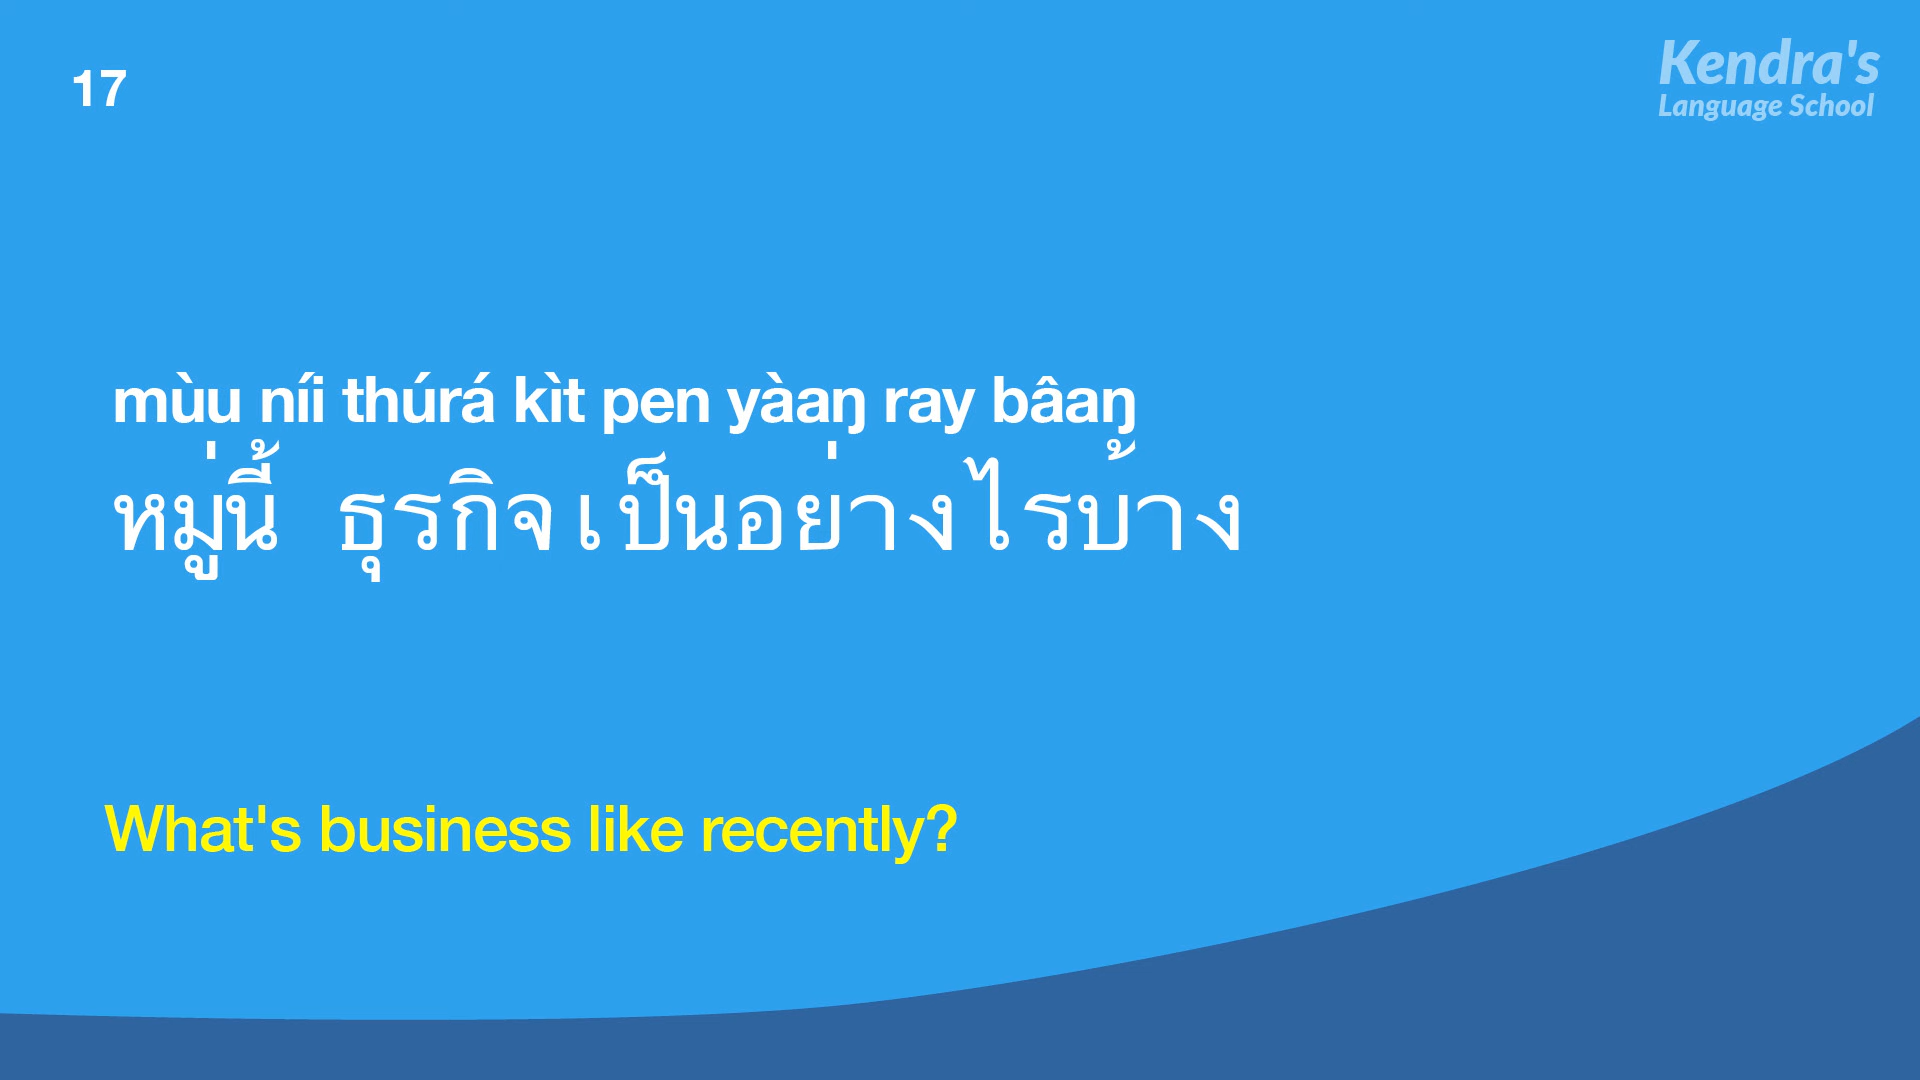 17
Kendra's
Language School
mùu níi thúrá kìt pen yàaŋ ray bâaŋ
หมู่นี้ ธุรกิจเป็นอย่างไรบ้าง
What's business like recently?